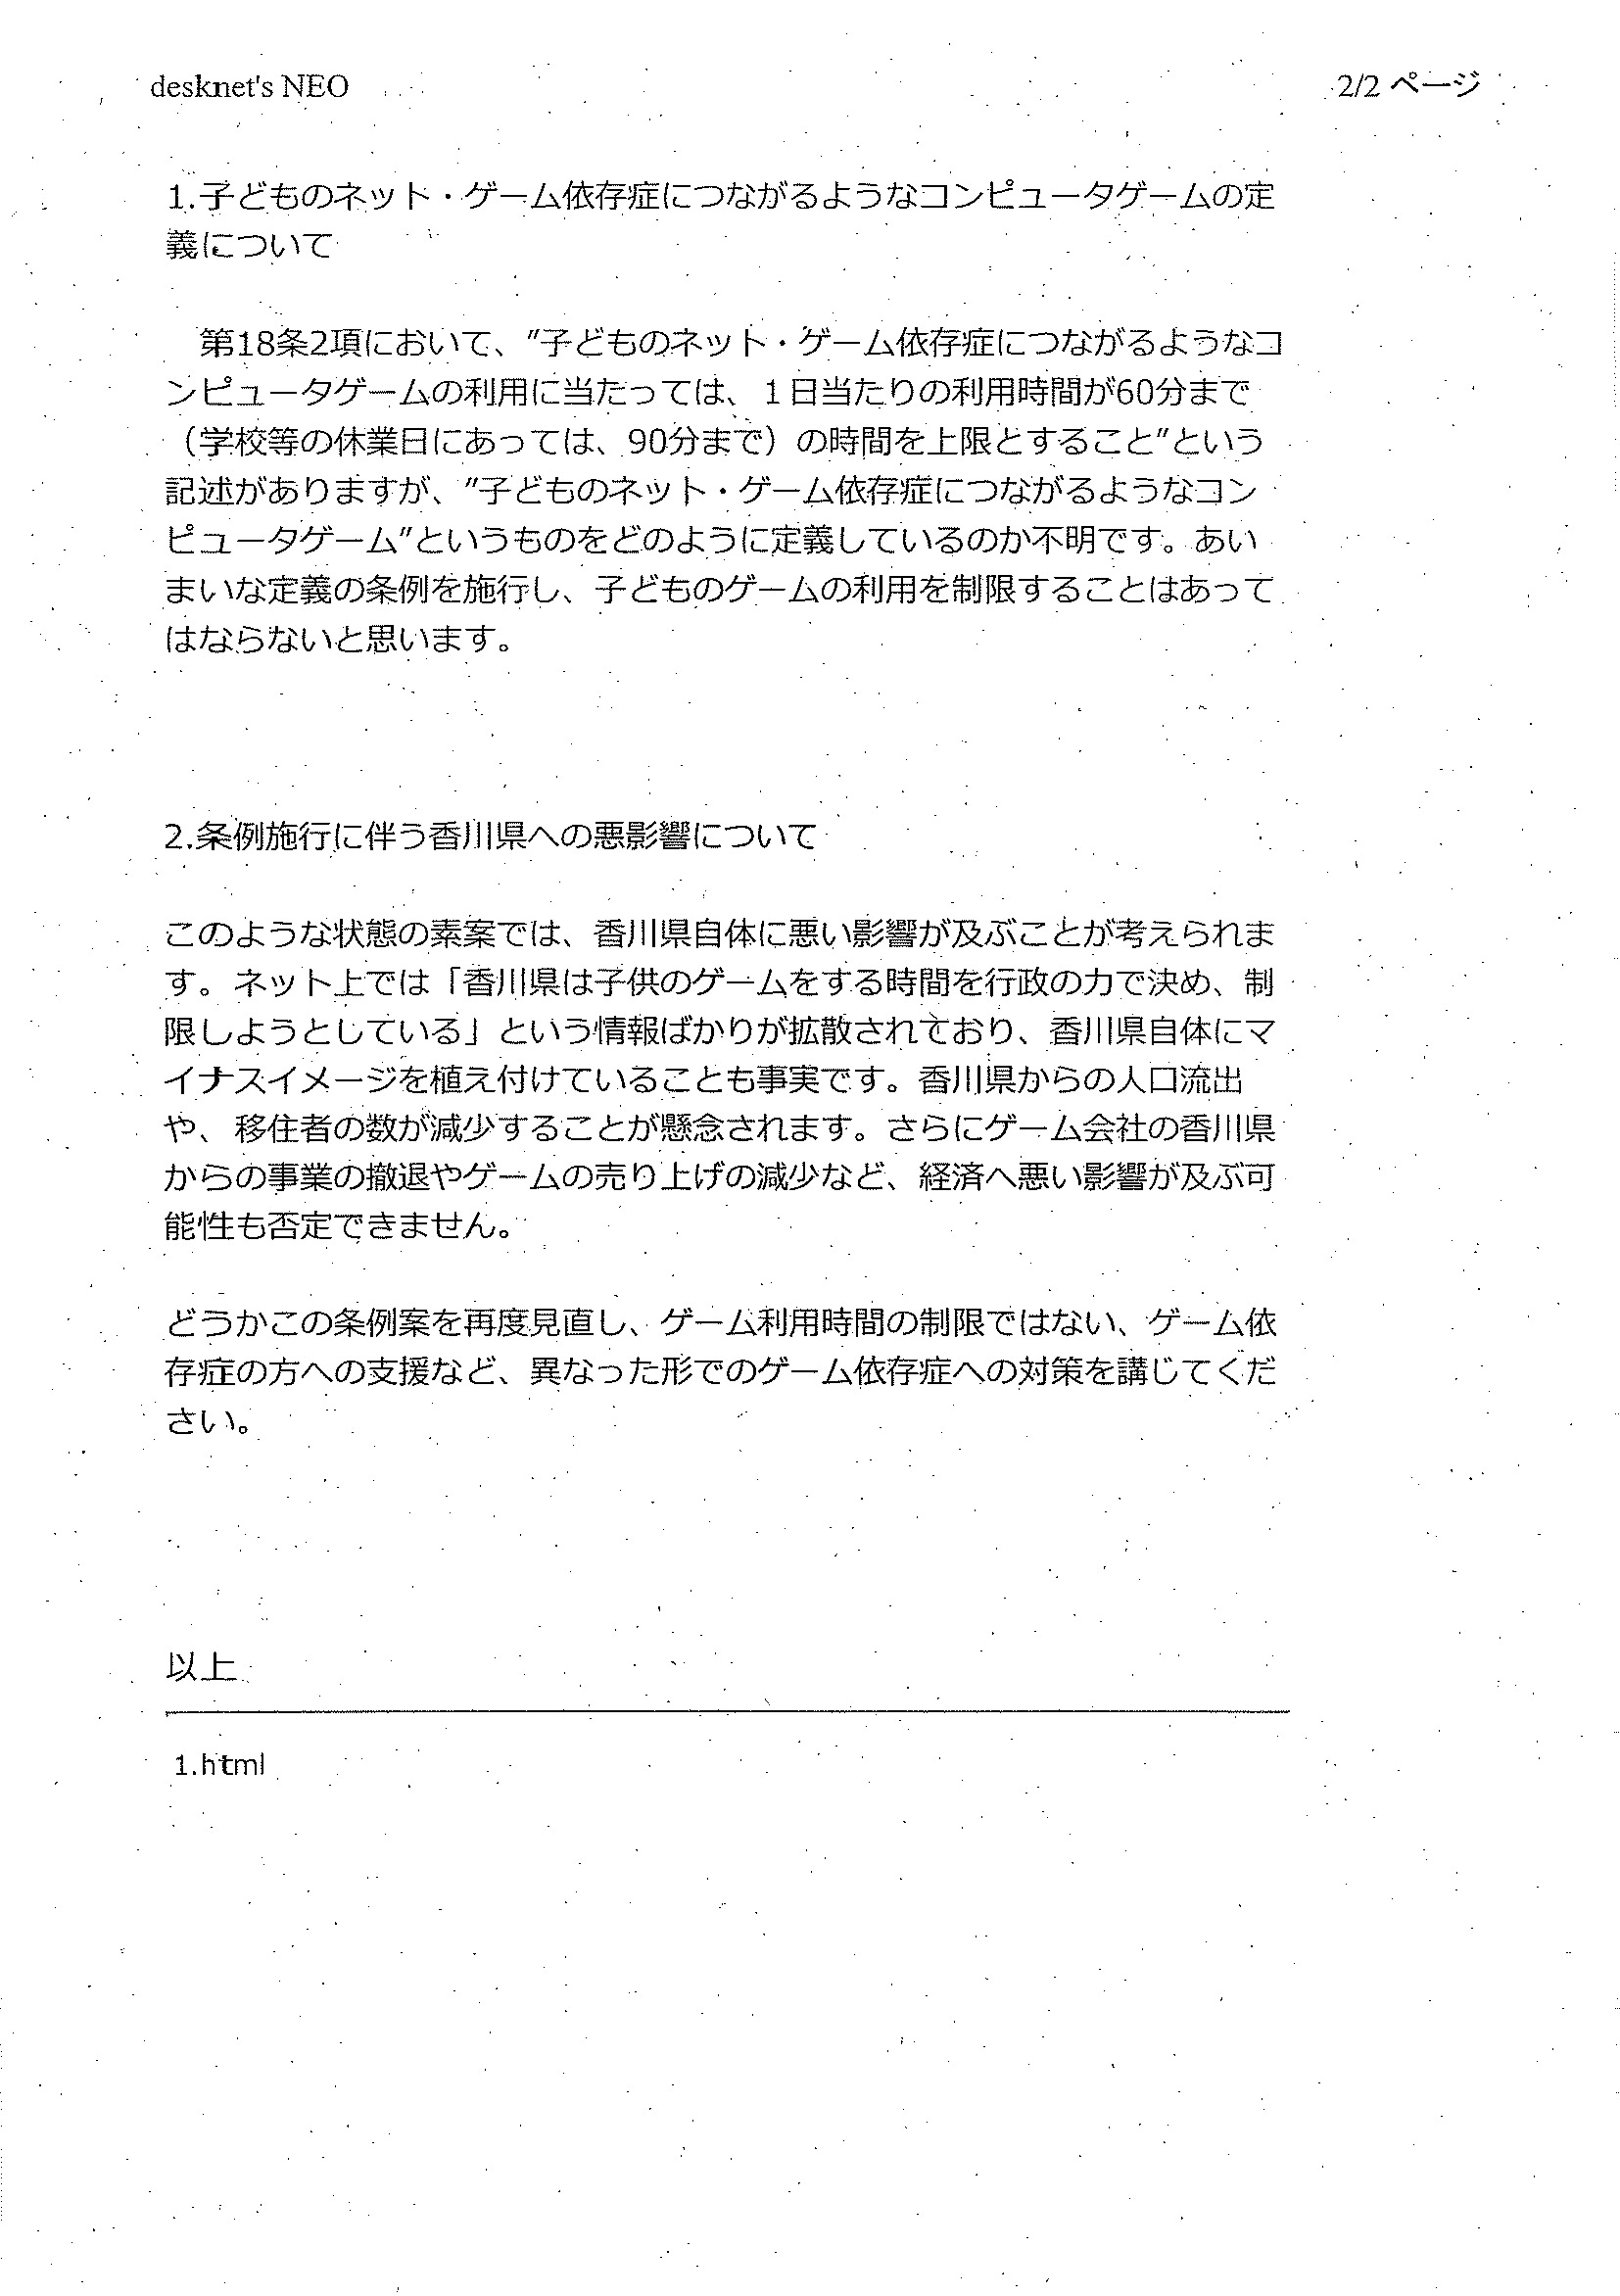 desknet's NEO
2/2 ページ
1.子どものネット・ゲーム依存症につながるようなコンピュータゲームの定
義について
第18条2項において、"子どものネット・ゲーム依存症につながるようなコ
ンピュータゲームの利用に当たっては、１日当たりの利用時間が60分まで
（学校等の休業日にあっては、90分まで）の時間を上限とすること"という
記述がありますが、"子どものネット・ゲーム依存症につながるようなコン
ピュータゲーム"というものをどのように定義しているのか不明です。あい
まいな定義の条例を施行し、子どものゲームの利用を制限することはあって
はならないと思います。
2.条例施行に伴う香川県への悪影響について
このような状態の素案では、香川県自体に悪い影響が及ぶことが考えられま
す。ネット上では「香川県は子供のゲームをする時間を行政の力で決め、制
限しようとしている」という情報ばかりが拡散されており、香川県自体にマ
イナスイメージを植え付けていることも事実です。香川県からの人口流出
や、移住者の数が減少することが懸念されます。さらにゲーム会社の香川県
からの事業の撤退やゲームの売り上げの減少など、経済へ悪い影響が及ぶ可
能性も否定できません。
どうかこの条例案を再度見直し、ゲーム利用時間の制限ではない、ゲーム依
存症の方への支援など、異なった形でのゲーム依存症への対策を講じてくだ
さい。
以上
1.html